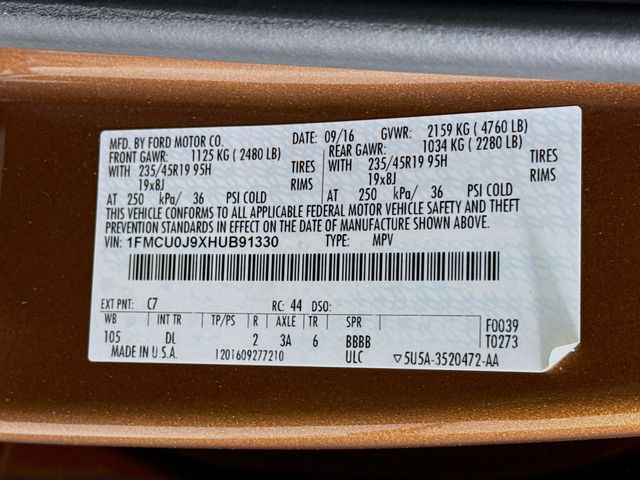 MFD. BY FORD MOTOR CO. DATE: 09/16 GVWR: 2159 KG ( 4760 LB)
FRONT GAWR: 1125 KG ( 2480 LB) REAR GAWR: 1034 KG ( 2280 LB)
WITH 235/45R19 95H TIRES WITH 235/45R19 95H TIRES
19x8J RIMS 19x8J RIMS
AT 250 kPa/ 36 PSI COLD AT 250 kPa/ 36 PSI COLD
THIS VEHICLE CONFORMS TO ALL APPLICABLE FEDERAL MOTOR VEHICLE SAFETY AND THEFT
PREVENTION STANDARDS IN EFFECT ON THE DATE OF MANUFACTURE SHOWN ABOVE.
VIN: 1FMCU0J9XHUB91330 TYPE: MPV
EXT PNT: C7 RC: 44 DSO:
WB INT TR TP/PS R AXLE TR SPR F0039
105 DL 2 3A 6 BBBB T0273
MADE IN U.S.A. 1201609277210 ULC ▽5U5A-3520472-AA